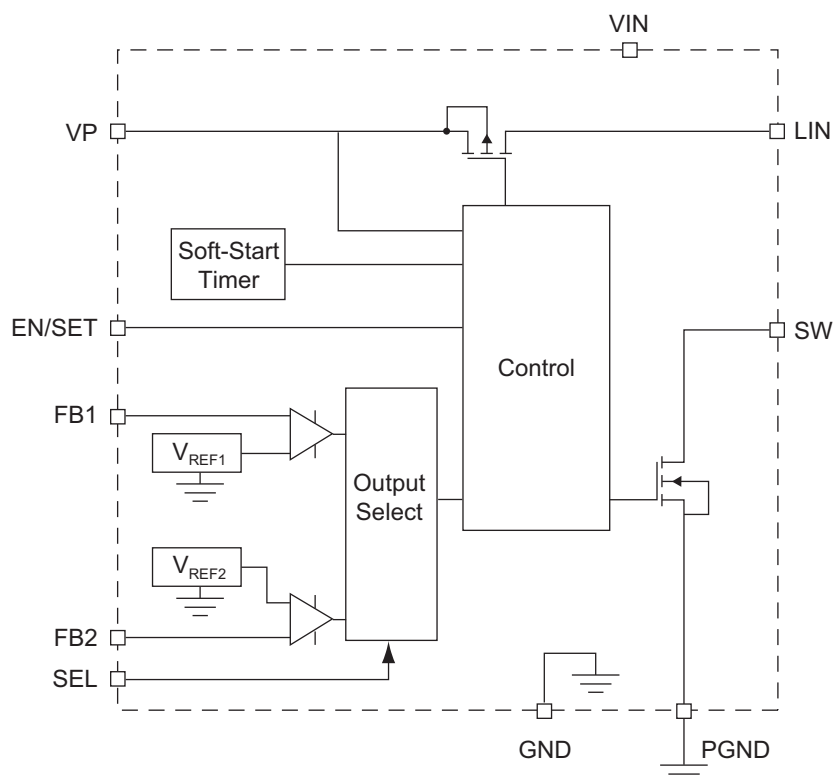 VIN
VP
LIN
Soft-Start
Timer
EN/SET
SW
Control
FB1
VREF1
Output
Select
VREF2
FB2
SEL
GND
PGND